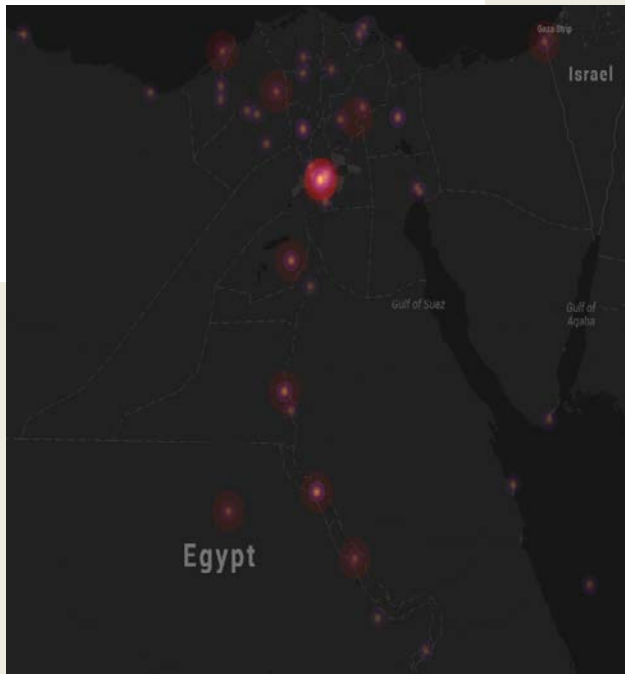 Gaza Strip
Israel
Gulf of Suez
Gulf of
Aqaba
Egypt